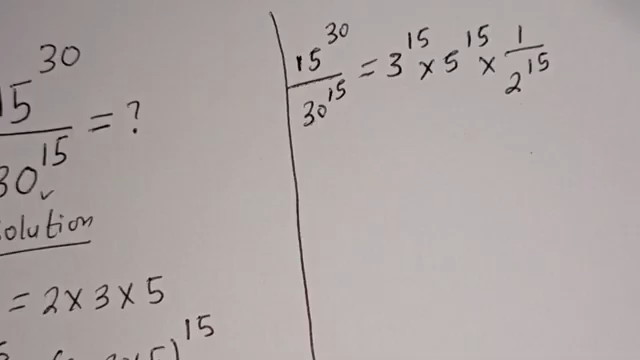 15^30 / 30^15 = ?
Solution
= 2 × 3 × 5
15^30 / 30^15 = 3^15 × 5^15 × 1 / 2^15